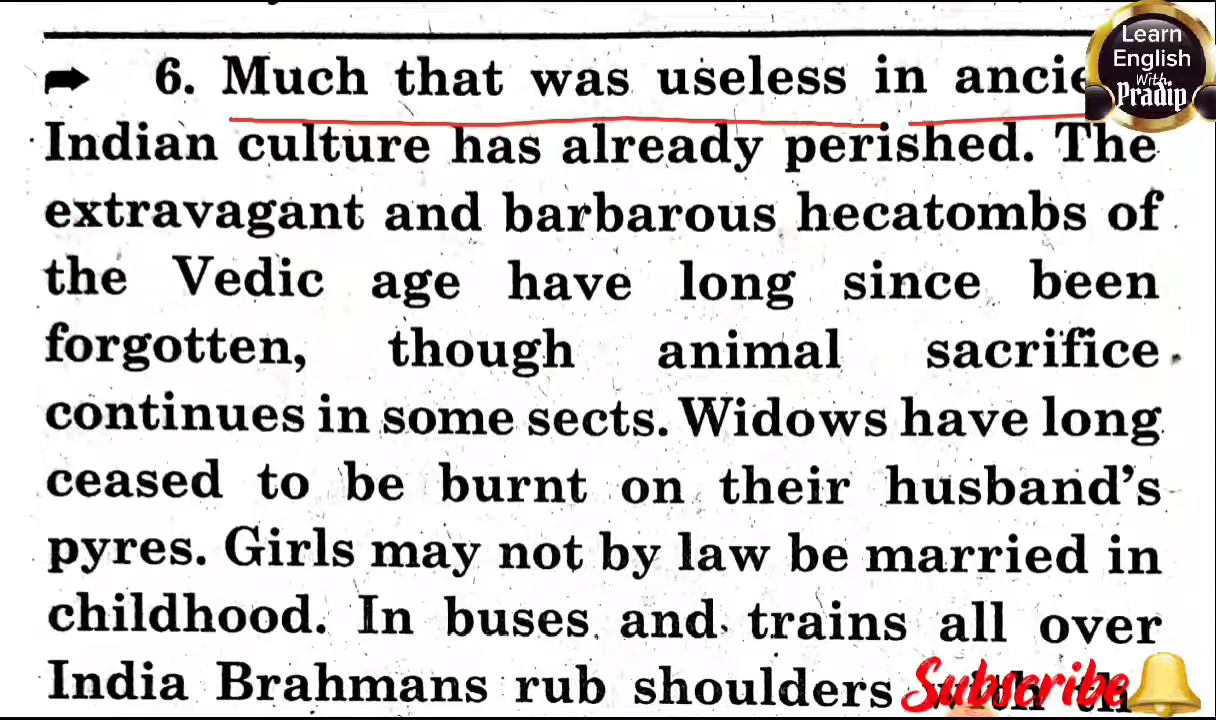 Learn
English
With
Pradip
6. Much that was useless in
Indian culture has already perished. The
extravagant and barbarous hecatombs of
the Vedic age have long since been
forgotten, though animal sacrifice
continues in some sects. Widows have long
ceased to be burnt on their husband's
pyres. Girls may not by law be married in
childhood. In buses and trains all over
India Brahmans rub shoulders
Subscribe